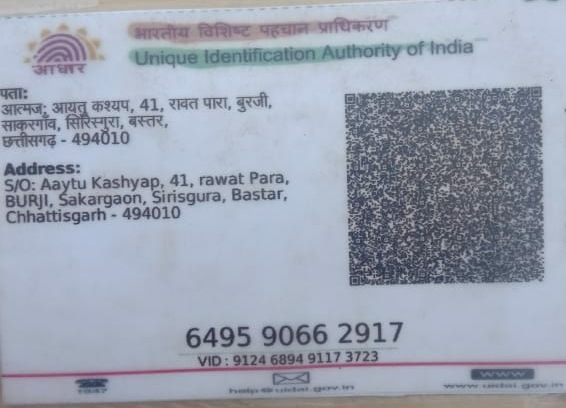 भारतीय विशिष्ट पहचान प्राधिकरण
Unique Identification Authority of India
आधार
पता:
आत्मज: आयतू कश्यप, 41, रावत पारा, बुरजी,
साकरगाँव, सिरिसगुरा, बस्तर,
छत्तीसगढ़ - 494010
Address:
S/O: Aaytu Kashyap, 41, rawat Para,
BURJI, Sakargaon, Sirisgura, Bastar,
Chhattisgarh - 494010
6495 9066 2917
VID : 9124 6894 9117 3723
1947
help@uidai.gov.in
WWW
www.uidai.gov.in